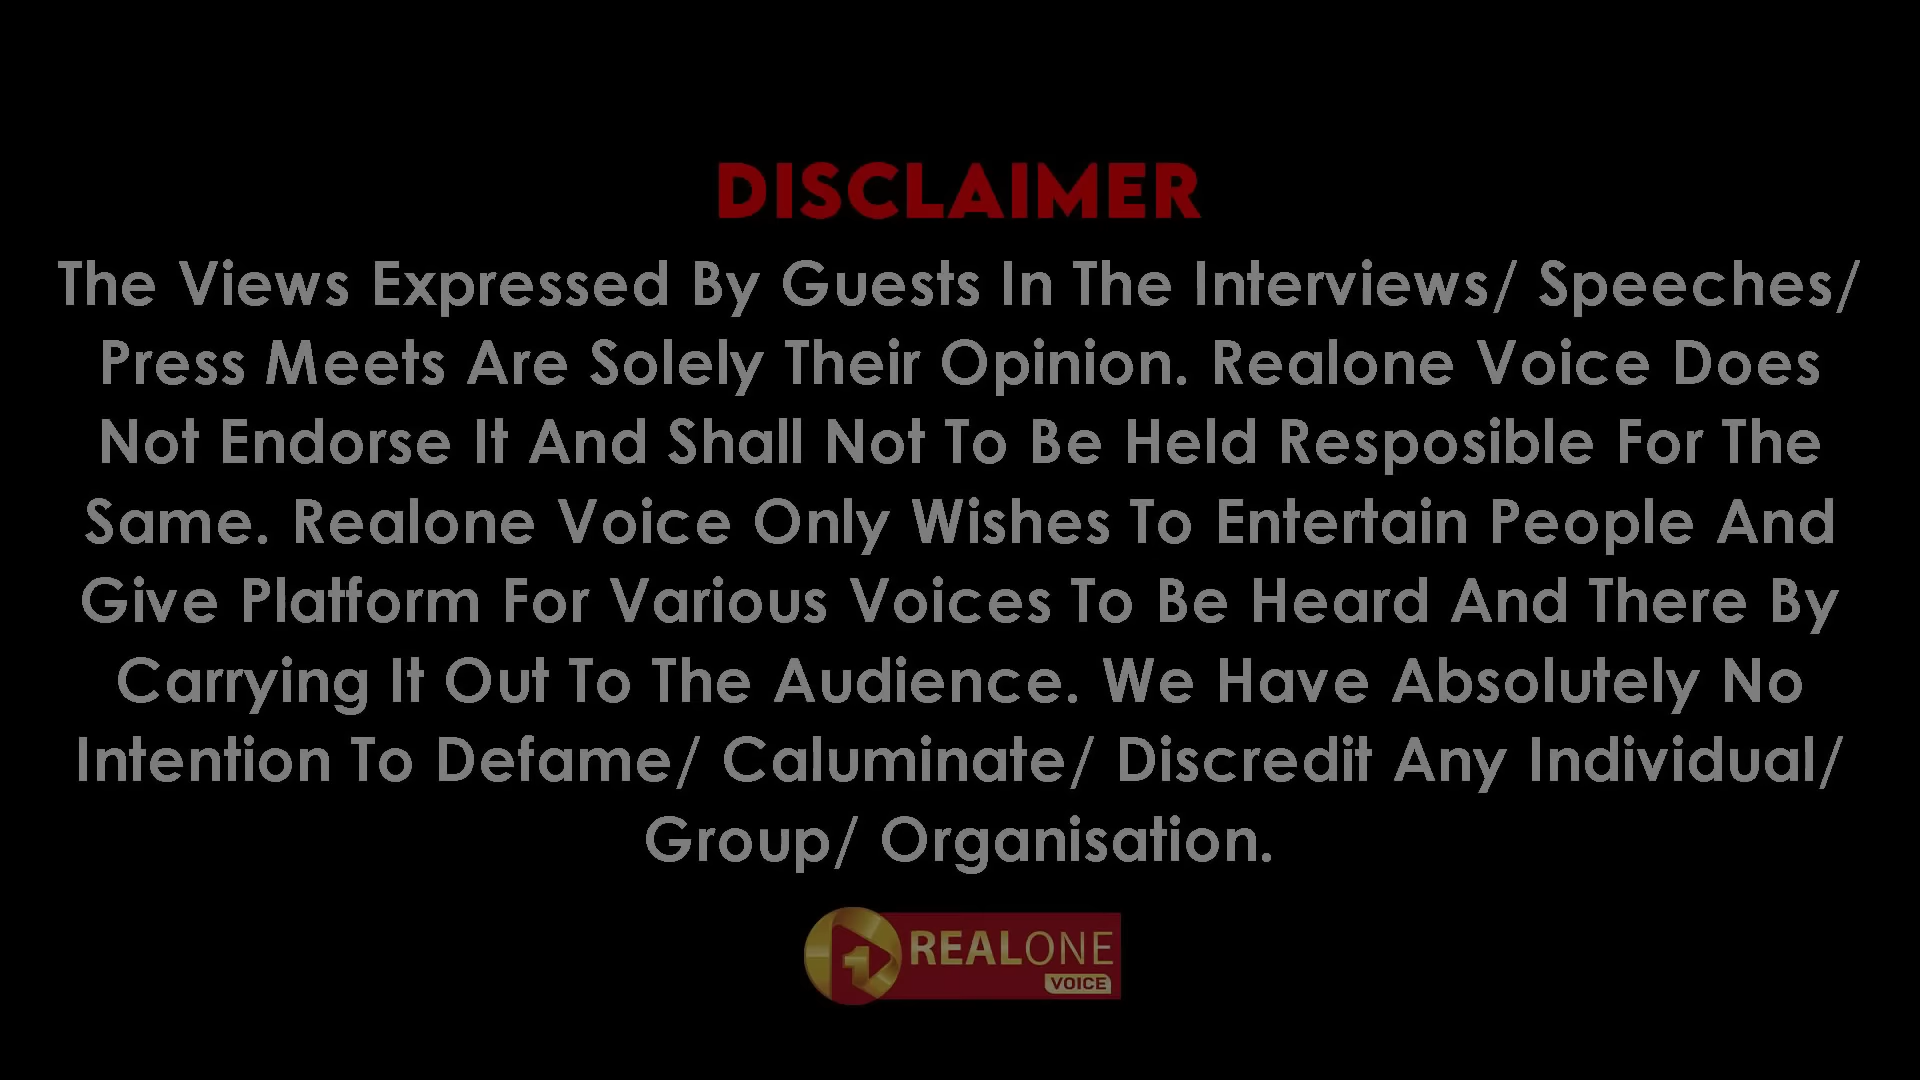 DISCLAIMER
The Views Expressed By Guests In The Interviews/ Speeches/
Press Meets Are Solely Their Opinion. Realone Voice Does
Not Endorse It And Shall Not To Be Held Resposible For The
Same. Realone Voice Only Wishes To Entertain People And
Give Platform For Various Voices To Be Heard And There By
Carrying It Out To The Audience. We Have Absolutely No
Intention To Defame/ Caluminate/ Discredit Any Individual/
Group/ Organisation.
1 REALONE
VOICE